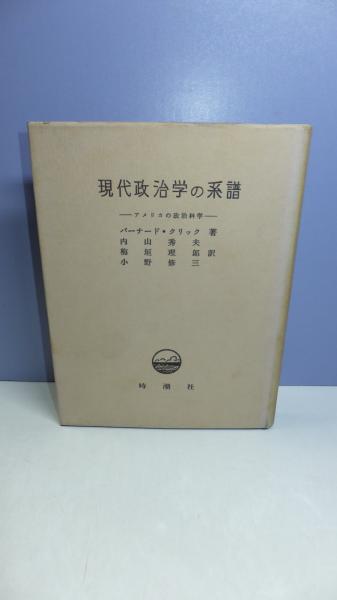 現代政治学の系譜
―アメリカの政治科学―
バーナード・クリック 著
内山秀夫
梅垣理郎 訳
小野修三
時潮社